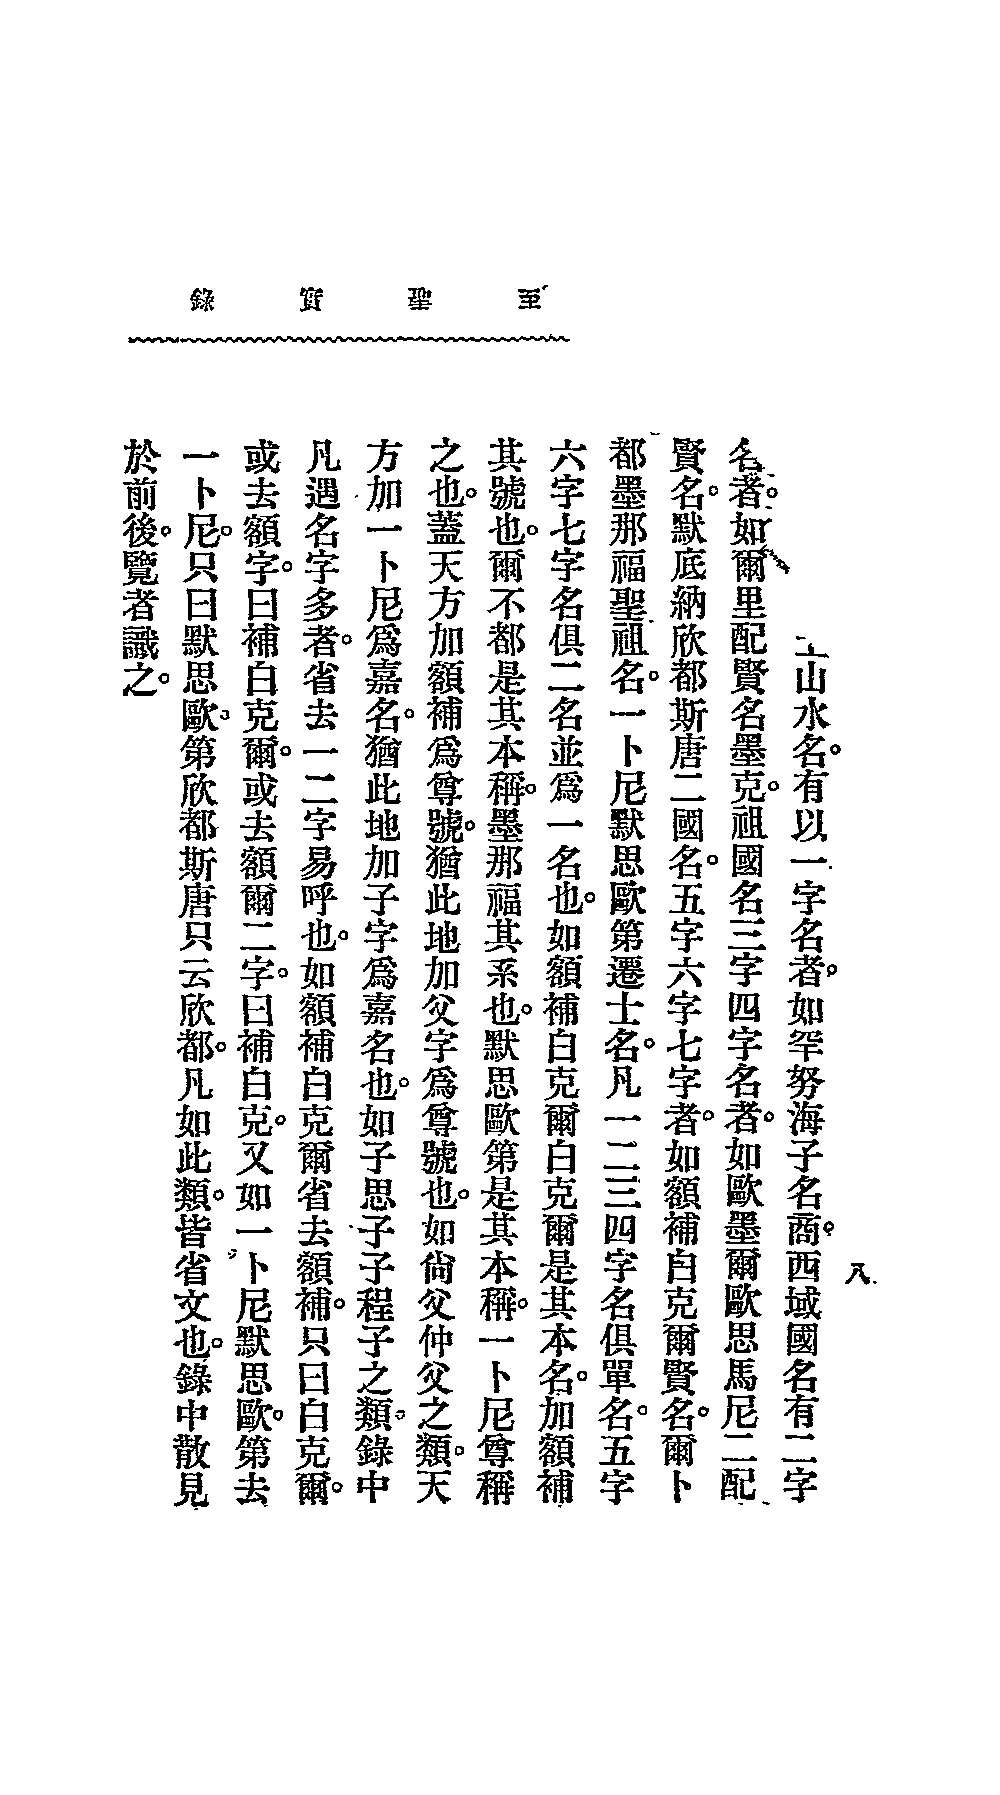 至聖實錄
八
山水名。有以一字名者。如罕努海子名商。西域國名有二字
名者。如爾里配賢名墨克。祖國名三字四字名者。如歐墨爾歐思馬尼二配
賢名。默底納欣都斯唐二國名。五字六字七字者。如額補白克爾賢名。爾卜
都墨那福聖祖名。一卜尼默思歐第遷士名。凡一二三四字名俱單名。五字
六字七字名俱二名並爲一名也。如額補白克爾白克爾是其本名。加額補
其號也。爾不都是其本稱。墨那福其系也。默思歐第是其本稱。一卜尼尊稱
之也。蓋天方加額補爲尊號。猶此地加父字爲尊號也。如尙父仲父之類。天
方加一卜尼爲嘉名。猶此地加子字爲嘉名也。如子思子子程子之類。錄中
凡遇名字多者。省去一二字易呼也。如額補白克爾省去額補。只曰白克爾。
或去額字。曰補白克爾。或去額爾二字。曰補白克。又如一卜尼默思歐。第去
一卜尼。只曰默思歐。第欣都斯唐只云欣都。凡如此類。皆省文也。錄中散見
於前後。覽者識之。